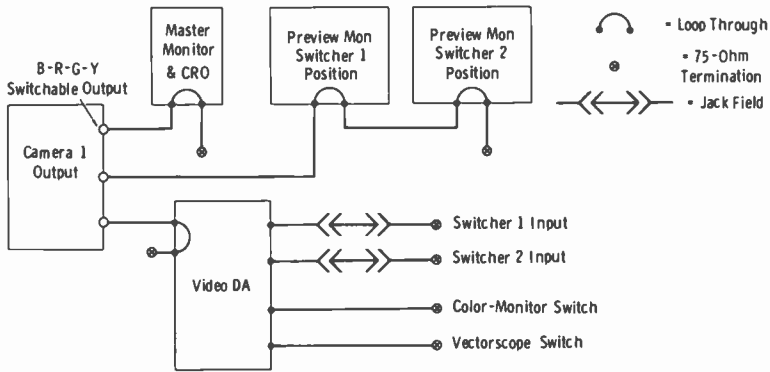 Master
Monitor
& CRO
Preview Mon
Switcher 1
Position
Preview Mon
Switcher 2
Position
= Loop Through
= 75-Ohm
Termination
= Jack Field
B-R-G-Y
Switchable Output
Camera 1
Output
Video DA
Switcher 1 Input
Switcher 2 Input
Color-Monitor Switch
Vectorscope Switch